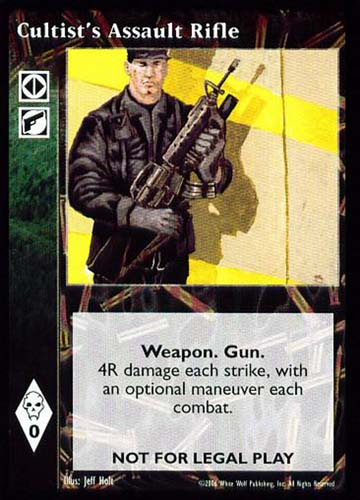 Cultist's Assault Rifle
Weapon. Gun.
4R damage each strike, with
an optional maneuver each
combat.
0
NOT FOR LEGAL PLAY
Illus: Jeff Holt
©2006 White Wolf Publishing, Inc. All Rights Reserved